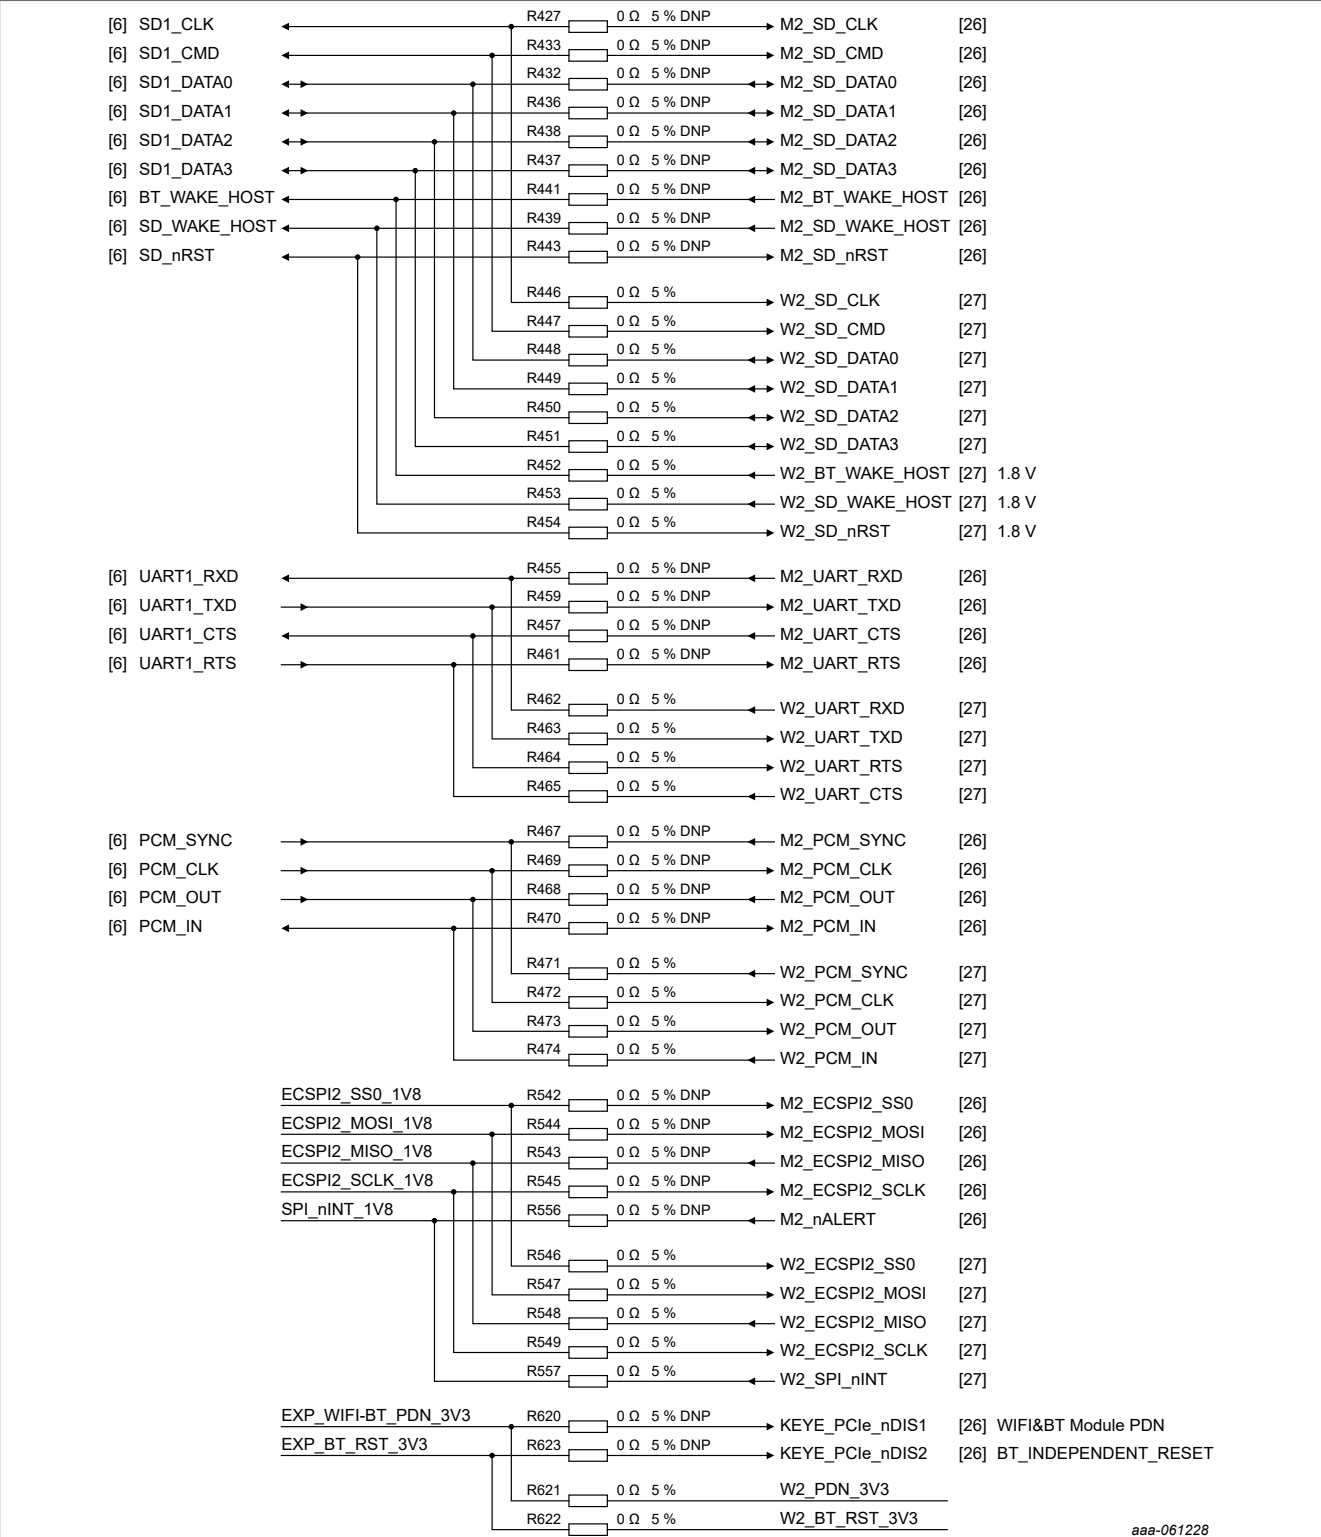 [6] SD1_CLK R427 0 Ω 5 % DNP M2_SD_CLK [26]
[6] SD1_CMD R433 0 Ω 5 % DNP M2_SD_CMD [26]
[6] SD1_DATA0 R432 0 Ω 5 % DNP M2_SD_DATA0 [26]
[6] SD1_DATA1 R436 0 Ω 5 % DNP M2_SD_DATA1 [26]
[6] SD1_DATA2 R438 0 Ω 5 % DNP M2_SD_DATA2 [26]
[6] SD1_DATA3 R437 0 Ω 5 % DNP M2_SD_DATA3 [26]
[6] BT_WAKE_HOST R441 0 Ω 5 % DNP M2_BT_WAKE_HOST [26]
[6] SD_WAKE_HOST R439 0 Ω 5 % DNP M2_SD_WAKE_HOST [26]
[6] SD_nRST R443 0 Ω 5 % DNP M2_SD_nRST [26]
R446 0 Ω 5 % W2_SD_CLK [27]
R447 0 Ω 5 % W2_SD_CMD [27]
R448 0 Ω 5 % W2_SD_DATA0 [27]
R449 0 Ω 5 % W2_SD_DATA1 [27]
R450 0 Ω 5 % W2_SD_DATA2 [27]
R451 0 Ω 5 % W2_SD_DATA3 [27]
R452 0 Ω 5 % W2_BT_WAKE_HOST [27] 1.8 V
R453 0 Ω 5 % W2_SD_WAKE_HOST [27] 1.8 V
R454 0 Ω 5 % W2_SD_nRST [27] 1.8 V
[6] UART1_RXD R455 0 Ω 5 % DNP M2_UART_RXD [26]
[6] UART1_TXD R459 0 Ω 5 % DNP M2_UART_TXD [26]
[6] UART1_CTS R457 0 Ω 5 % DNP M2_UART_CTS [26]
[6] UART1_RTS R461 0 Ω 5 % DNP M2_UART_RTS [26]
R462 0 Ω 5 % W2_UART_RXD [27]
R463 0 Ω 5 % W2_UART_TXD [27]
R464 0 Ω 5 % W2_UART_RTS [27]
R465 0 Ω 5 % W2_UART_CTS [27]
[6] PCM_SYNC R467 0 Ω 5 % DNP M2_PCM_SYNC [26]
[6] PCM_CLK R469 0 Ω 5 % DNP M2_PCM_CLK [26]
[6] PCM_OUT R468 0 Ω 5 % DNP M2_PCM_OUT [26]
[6] PCM_IN R470 0 Ω 5 % DNP M2_PCM_IN [26]
R471 0 Ω 5 % W2_PCM_SYNC [27]
R472 0 Ω 5 % W2_PCM_CLK [27]
R473 0 Ω 5 % W2_PCM_OUT [27]
R474 0 Ω 5 % W2_PCM_IN [27]
ECSPI2_SS0_1V8 R542 0 Ω 5 % DNP M2_ECSPI2_SS0 [26]
ECSPI2_MOSI_1V8 R544 0 Ω 5 % DNP M2_ECSPI2_MOSI [26]
ECSPI2_MISO_1V8 R543 0 Ω 5 % DNP M2_ECSPI2_MISO [26]
ECSPI2_SCLK_1V8 R545 0 Ω 5 % DNP M2_ECSPI2_SCLK [26]
SPI_nINT_1V8 R556 0 Ω 5 % DNP M2_nALERT [26]
R546 0 Ω 5 % W2_ECSPI2_SS0 [27]
R547 0 Ω 5 % W2_ECSPI2_MOSI [27]
R548 0 Ω 5 % W2_ECSPI2_MISO [27]
R549 0 Ω 5 % W2_ECSPI2_SCLK [27]
R557 0 Ω 5 % W2_SPI_nINT [27]
EXP_WIFI-BT_PDN_3V3 R620 0 Ω 5 % DNP KEYE_PCIe_nDIS1 [26] WIFI&BT Module PDN
EXP_BT_RST_3V3 R623 0 Ω 5 % DNP KEYE_PCIe_nDIS2 [26] BT_INDEPENDENT_RESET
R621 0 Ω 5 % W2_PDN_3V3
R622 0 Ω 5 % W2_BT_RST_3V3
aaa-061228